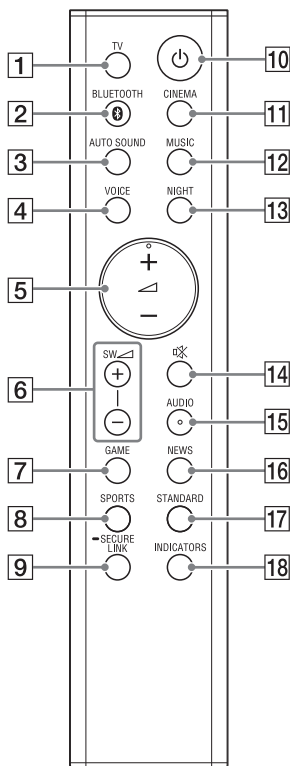 TV
1
10
BLUETOOTH
CINEMA
2
11
AUTO SOUND
MUSIC
3
12
VOICE
NIGHT
4
13
+
5
−
SW
+
14
6
AUDIO
−
15
GAME
NEWS
7
16
SPORTS
STANDARD
8
17
SECURE
LINK
INDICATORS
9
18